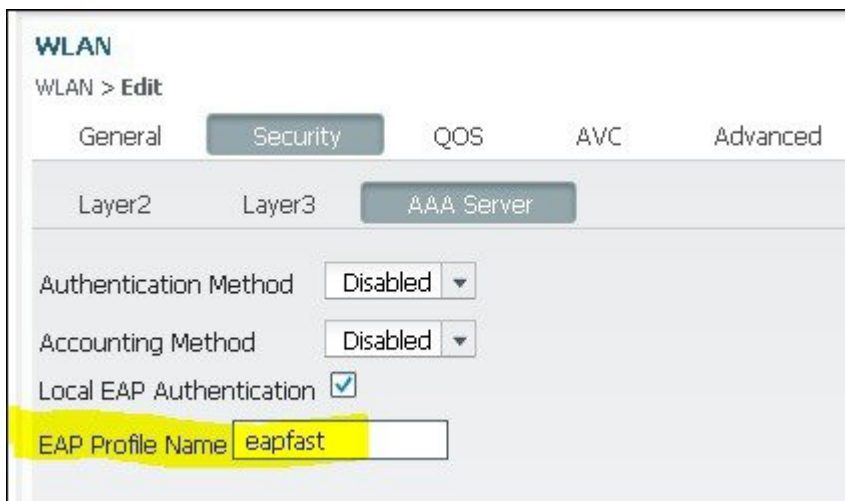 WLAN
WLAN > Edit
General Security QOS AVC Advanced
Layer2 Layer3 AAA Server
Authentication Method Disabled
Accounting Method Disabled
Local EAP Authentication
EAP Profile Name eapfast